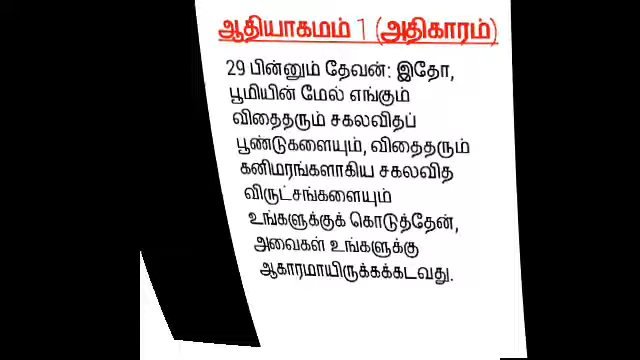 ஆதியாகமம் 1 (அதிகாரம்)
29 பின்னும் தேவன்: இதோ,
பூமியின் மேல் எங்கும்
விதைதரும் சகலவிதப்
பூண்டுகளையும், விதைதரும்
கனிமரங்களாகிய சகலவித
விருட்சங்களையும்
உங்களுக்குக் கொடுத்தேன்,
அவைகள் உங்களுக்கு
ஆகாரமாயிருக்கக்கடவது.